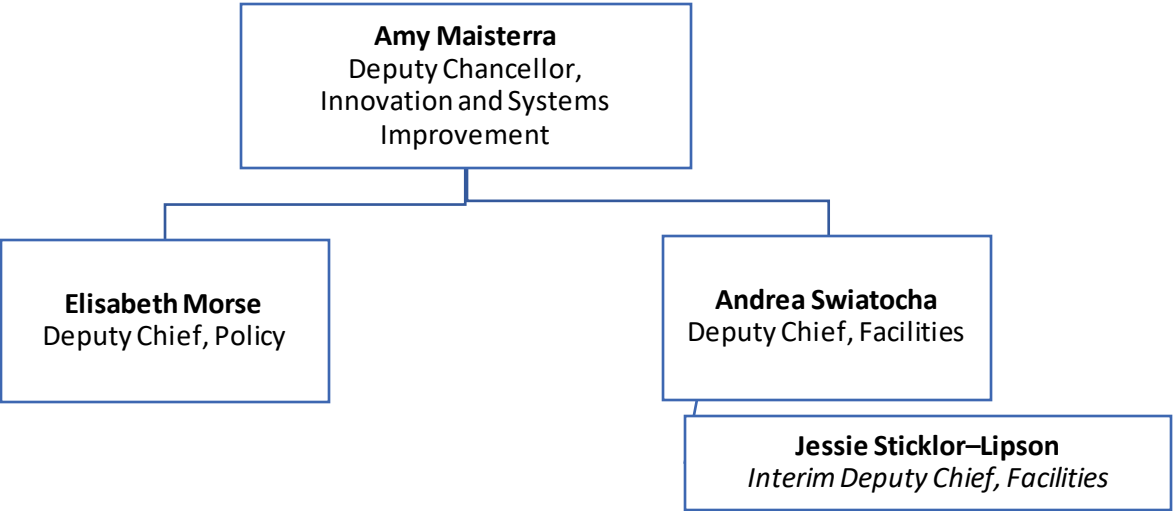 Amy Maisterra
Deputy Chancellor,
Innovation and Systems
Improvement
Elisabeth Morse
Deputy Chief, Policy
Andrea Swiatocha
Deputy Chief, Facilities
Jessie Sticklor–Lipson
Interim Deputy Chief, Facilities